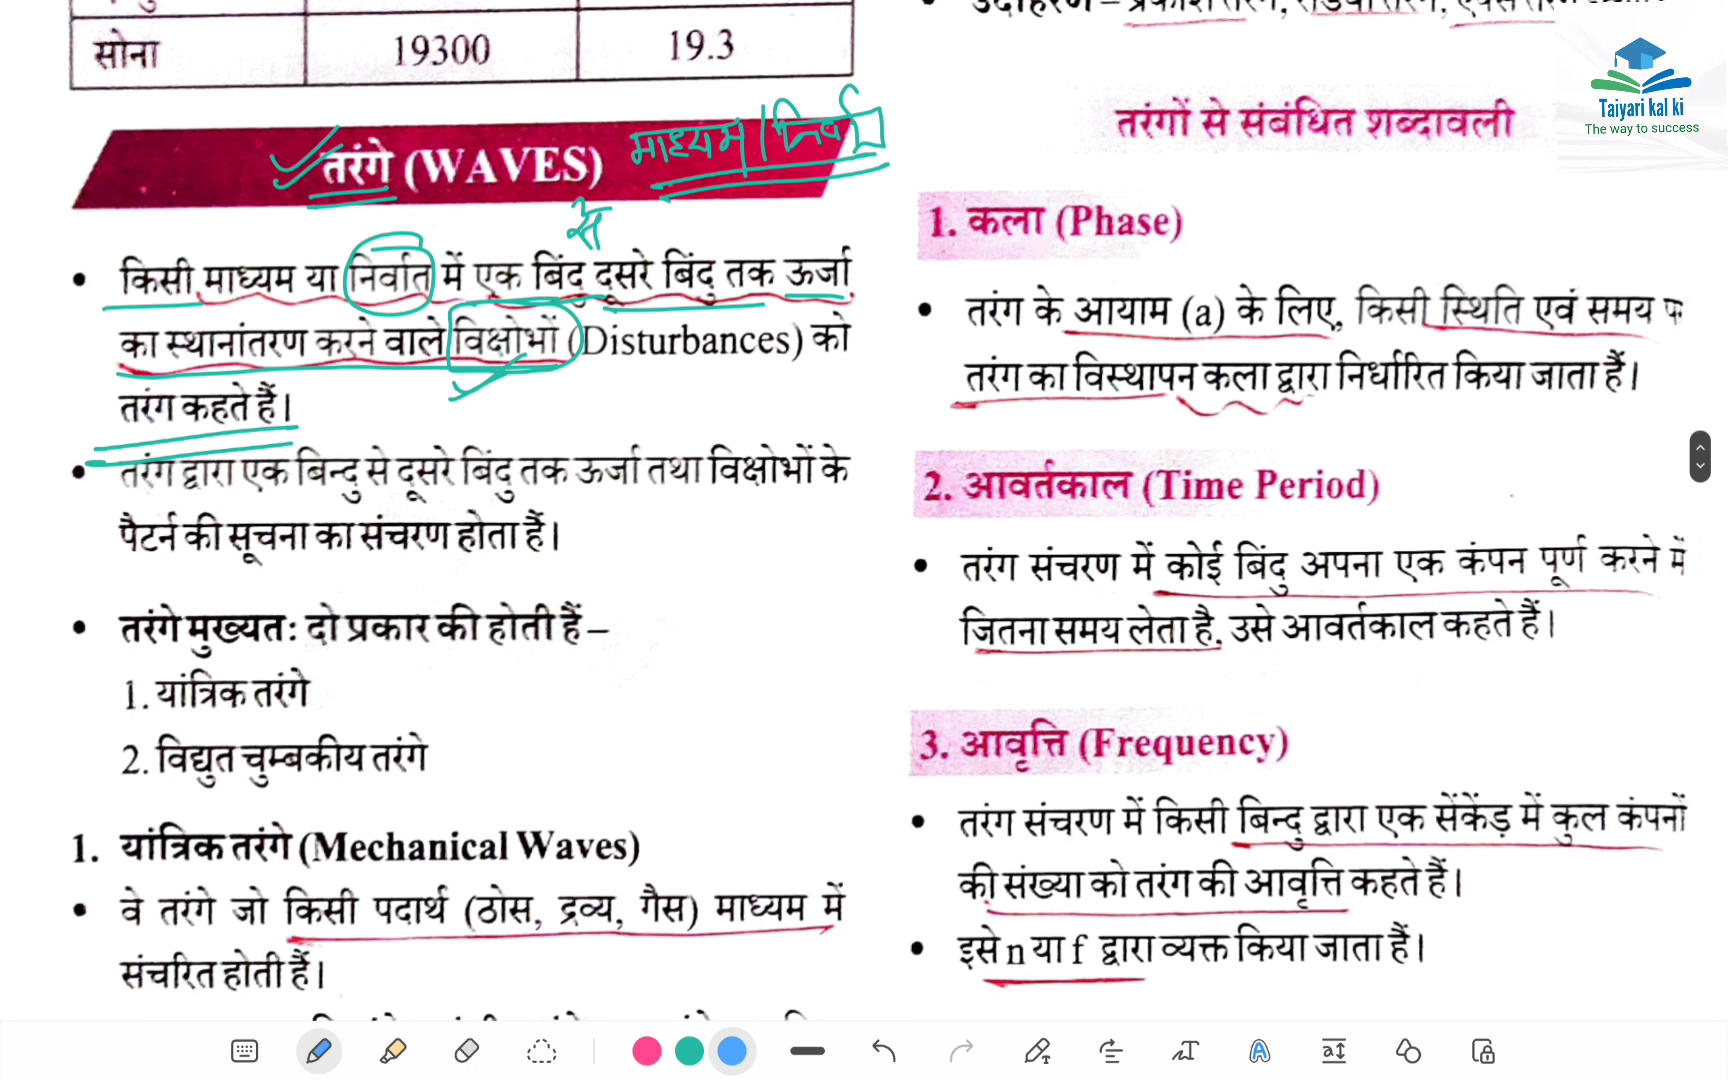 सोना 19300 19.3
तरंगे (WAVES) माध्यम / निर्वा
से
• किसी माध्यम या निर्वात में एक बिंदु दूसरे बिंदु तक ऊर्जा
का स्थानांतरण करने वाले विक्षोभों (Disturbances) को
तरंग कहते हैं।
• तरंग द्वारा एक बिन्दु से दूसरे बिंदु तक ऊर्जा तथा विक्षोभों के
पैटर्न की सूचना का संचरण होता हैं।
• तरंगे मुख्यत: दो प्रकार की होती हैं –
1. यांत्रिक तरंगे
2. विद्युत चुम्बकीय तरंगे
1. यांत्रिक तरंगे (Mechanical Waves)
• वे तरंगे जो किसी पदार्थ (ठोस, द्रव्य, गैस) माध्यम में
संचरित होती हैं।
Taiyari kal ki
The way to success
तरंगों से संबंधित शब्दावली
1. कला (Phase)
• तरंग के आयाम (a) के लिए, किसी स्थिति एवं समय
तरंग का विस्थापन कला द्वारा निर्धारित किया जाता हैं।
2. आवर्तकाल (Time Period)
• तरंग संचरण में कोई बिंदु अपना एक कंपन पूर्ण करने में
जितना समय लेता है, उसे आवर्तकाल कहते हैं।
3. आवृत्ति (Frequency)
• तरंग संचरण में किसी बिन्दु द्वारा एक सेंकेंड़ में कुल कंपनों
की संख्या को तरंग की आवृत्ति कहते हैं।
• इसे n या f द्वारा व्यक्त किया जाता हैं।